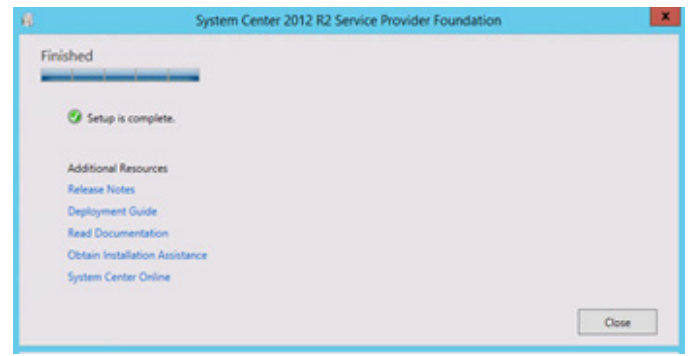 System Center 2012 R2 Service Provider Foundation
Finished
Setup is complete.
Additional Resources
Release Notes
Deployment Guide
Read Documentation
Obtain Installation Assistance
System Center Online
Close